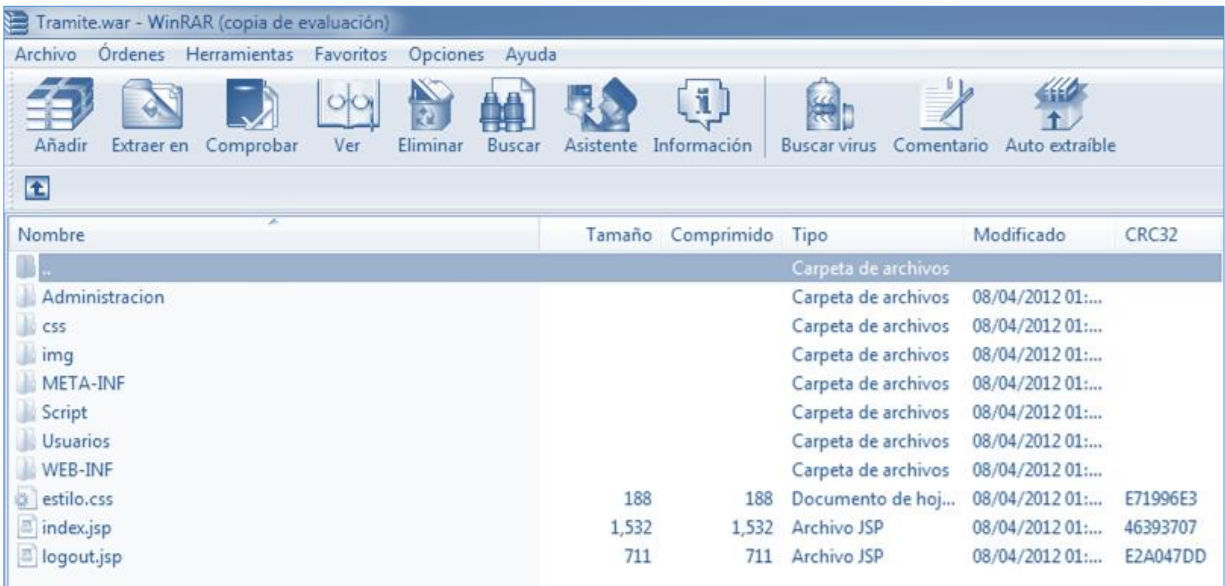 Tramite.war - WinRAR (copia de evaluación)
Archivo Órdenes Herramientas Favoritos Opciones Ayuda
Añadir Extraer en Comprobar Ver Eliminar Buscar Asistente Información Buscar virus Comentario Auto extraíble
Nombre Tamaño Comprimido Tipo Modificado CRC32
.. Carpeta de archivos
Administracion Carpeta de archivos 08/04/2012 01:...
css Carpeta de archivos 08/04/2012 01:...
img Carpeta de archivos 08/04/2012 01:...
META-INF Carpeta de archivos 08/04/2012 01:...
Script Carpeta de archivos 08/04/2012 01:...
Usuarios Carpeta de archivos 08/04/2012 01:...
WEB-INF Carpeta de archivos 08/04/2012 01:...
estilo.css 188 188 Documento de hoj... 08/04/2012 01:... E71996E3
index.jsp 1,532 1,532 Archivo JSP 08/04/2012 01:... 46393707
logout.jsp 711 711 Archivo JSP 08/04/2012 01:... E2A047DD